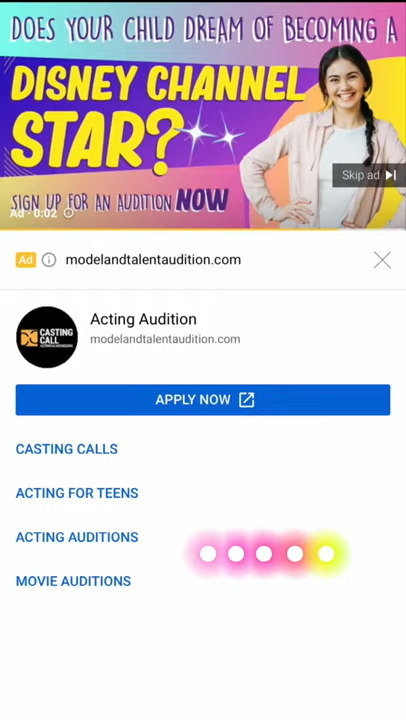 DOES YOUR CHILD DREAM OF BECOMING A
DISNEY CHANNEL
STAR?
Skip ad
SIGN UP FOR AN AUDITION NOW
Ad · 0:02
Ad modelandtalentaudition.com
CASTING
CALL
Acting Audition
modelandtalentaudition.com
APPLY NOW
CASTING CALLS
ACTING FOR TEENS
ACTING AUDITIONS
MOVIE AUDITIONS